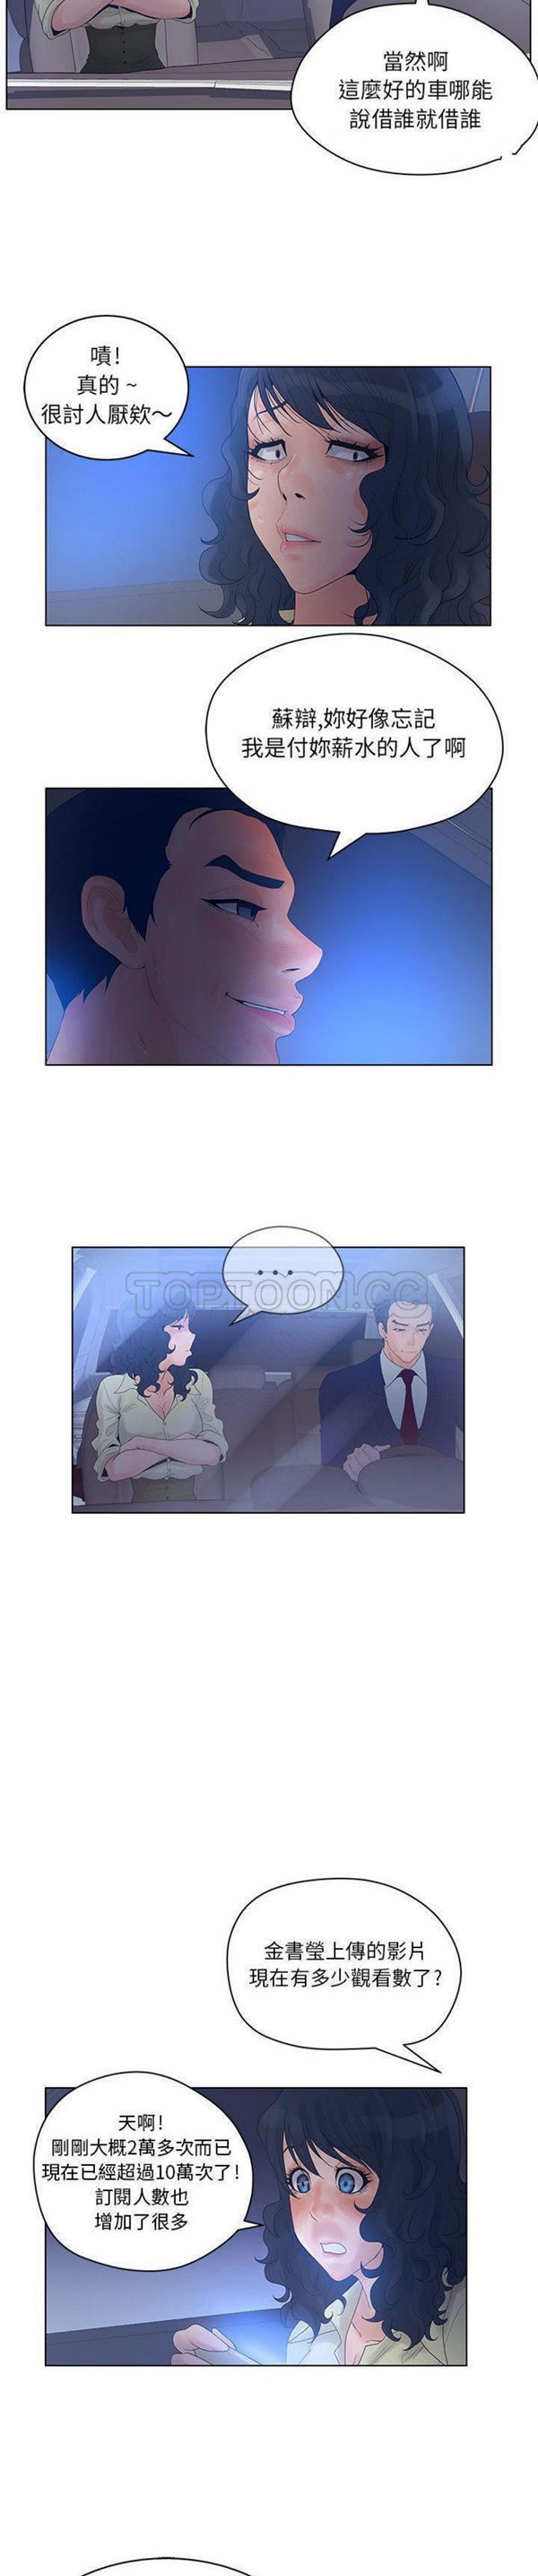 當然啊
這麼好的車哪能
說借誰就借誰
嘖!
真的~
很討人厭欸～
蘇辯,妳好像忘記
我是付妳薪水的人了啊
...
TOPTOON.CC
金書瑩上傳的影片
現在有多少觀看數了?
天啊!
剛剛大概2萬多次而已
現在已經超過10萬次了!
訂閱人數也
增加了很多